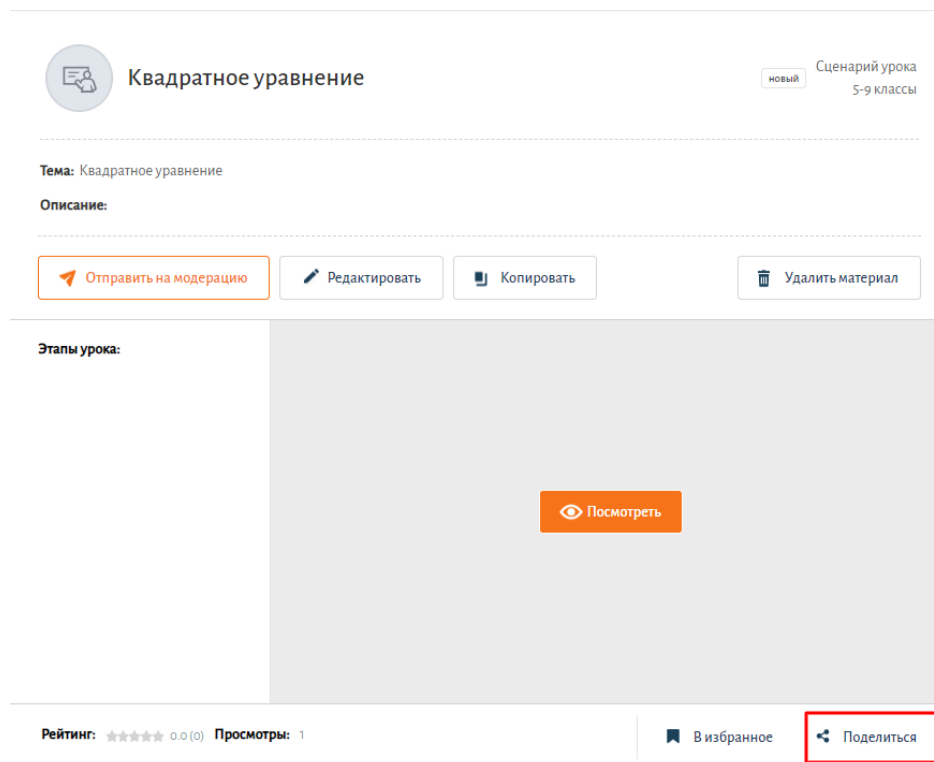 Квадратное уравнение
новый
Сценарий урока
5-9 классы
Тема: Квадратное уравнение
Описание:
Отправить на модерацию
Редактировать
Копировать
Удалить материал
Этапы урока:
Посмотреть
Рейтинг: 0.0 (0) Просмотры: 1
В избранное
Поделиться